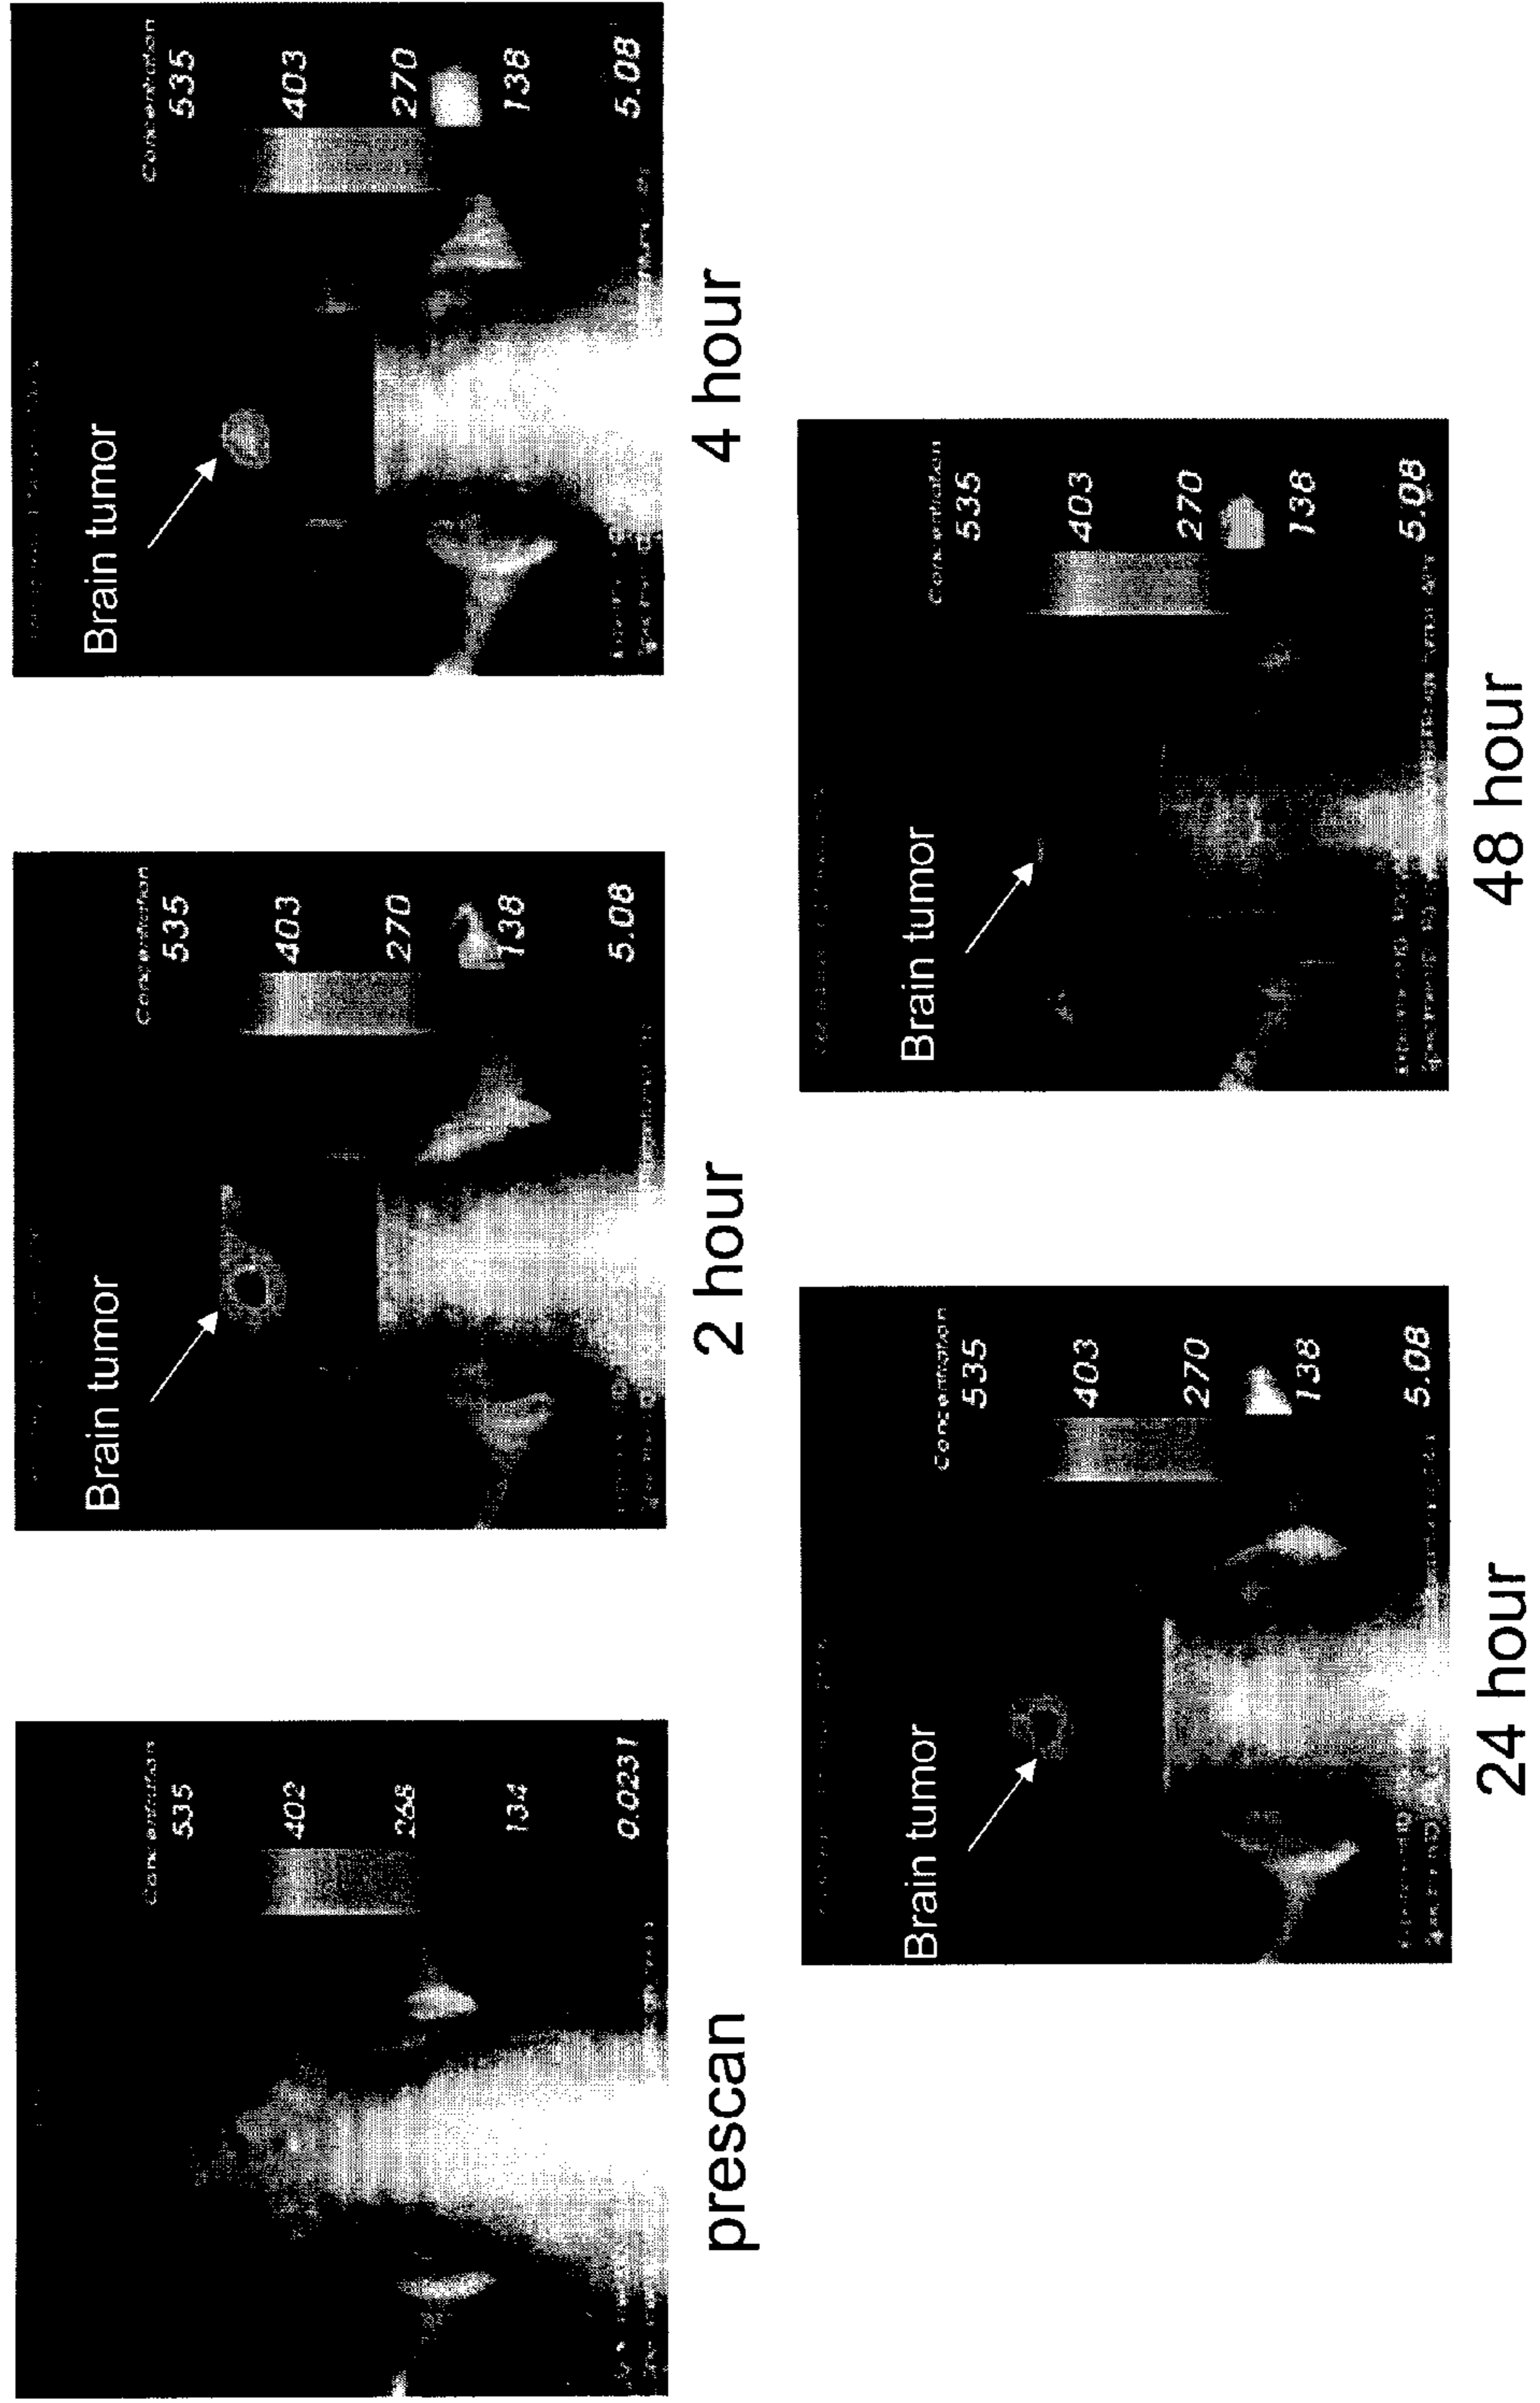 Concentration
535
402
268
134
0.0231
prescan
Brain tumor
Concentration
535
403
270
138
5.08
2 hour
Brain tumor
Concentration
535
403
270
138
5.08
4 hour
Brain tumor
Concentration
535
403
270
138
5.08
24 hour
Brain tumor
Concentration
535
403
270
138
5.08
48 hour